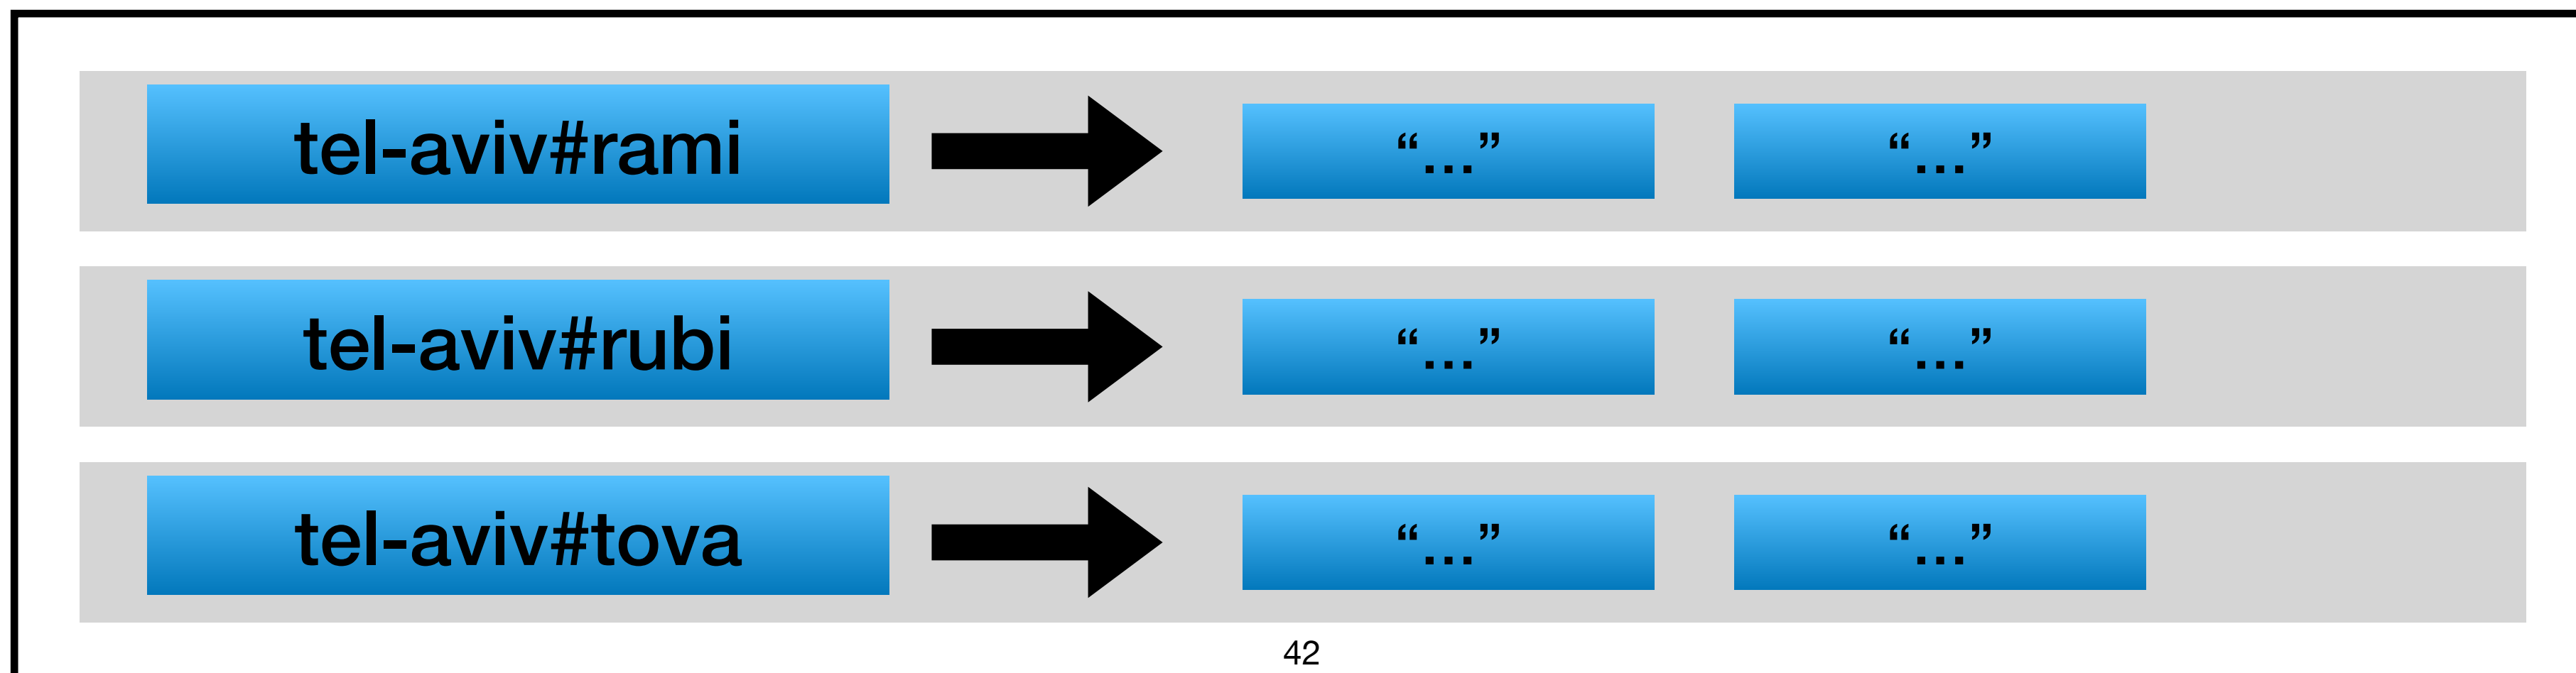 tel-aviv#rami “...” “...”
tel-aviv#rubi “...” “...”
tel-aviv#tova “...” “...”
42